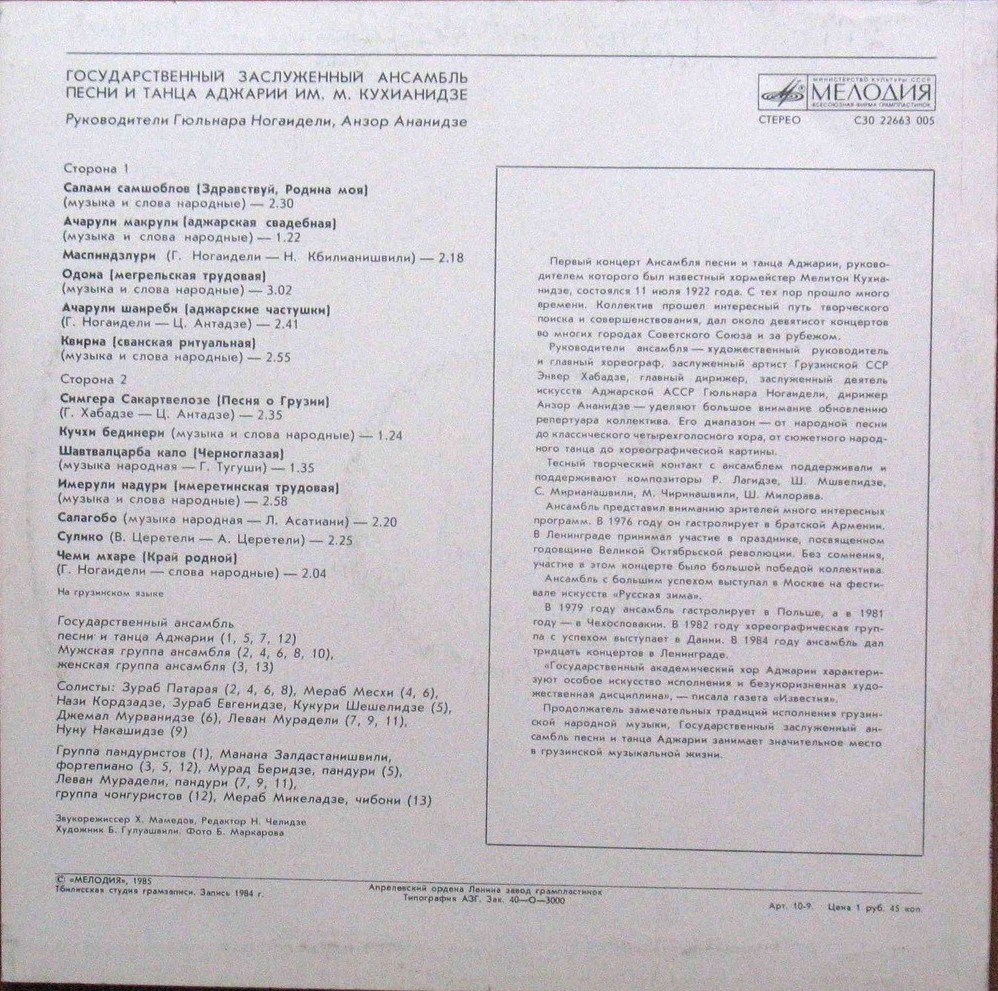 ГОСУДАРСТВЕННЫЙ ЗАСЛУЖЕННЫЙ АНСАМБЛЬ
ПЕСНИ И ТАНЦА АДЖАРИИ ИМ. М. КУХИАНИДЗЕ
Руководители Гюльнара Ногаидели, Анзор Ананидзе
МИНИСТЕРСТВО КУЛЬТУРЫ СССР
МЕЛОДИЯ
ВСЕСОЮЗНАЯ ФИРМА ГРАМПЛАСТИНОК
СТЕРЕО С30 22663 005
Сторона 1
Салами самшоблов (Здравствуй, Родина моя)
(музыка и слова народные) — 2.30
Ачарули макрули (аджарская свадебная)
(музыка и слова народные) — 1.22
Маспиндзлури (Г. Ногаидели — Н. Кбилианишвили) — 2.18
Одона (мегрельская трудовая)
(музыка и слова народные) — 3.02
Ачарули шаиреби (аджарские частушки)
(Г. Ногаидели — Ц. Антадзе) — 2.41
Квириа (сванская ритуальная)
(музыка и слова народные) — 2.55
Сторона 2
Симгера Сакартвелозе (Песня о Грузии)
(Г. Хабадзе — Ц. Антадзе) — 2.35
Кучхи бединери (музыка и слова народные) — 1.24
Шавтвалцарба кало (Черноглазая)
(музыка народная — Г. Тугуши) — 1.35
Имерули надури (имеретинская трудовая)
(музыка и слова народные) — 2.58
Салагобо (музыка народная — Л. Асатиани) — 2.20
Сулико (В. Церетели — А. Церетели) — 2.25
Чеми мхаре (Край родной)
(Г. Ногаидели — слова народные) — 2.04
На грузинском языке
Государственный ансамбль
песни и танца Аджарии (1, 5, 7, 12)
Мужская группа ансамбля (2, 4, 6, 8, 10),
женская группа ансамбля (3, 13)
Солисты: Зураб Патарая (2, 4, 6, 8), Мераб Месхи (4, 6),
Нази Кордзадзе, Зураб Евгенидзе, Кукури Шешелидзе (5),
Джемал Мурванидзе (6), Леван Мурадели (7, 9, 11),
Нуну Накашидзе (9)
Группа пандуристов (1), Манана Залдастанишвили,
фортепиано (3, 5, 12), Мурад Беридзе, пандури (5),
Леван Мурадели, пандури (7, 9, 11),
группа чонгуристов (12), Мераб Микеладзе, чибони (13)
Звукорежиссер Х. Мамедов. Редактор Н. Челидзе
Художник Б. Гулуашвили. Фото Б. Маркарова
Первый концерт Ансамбля песни и танца Аджарии, руково-
дителем которого был известный хормейстер Мелитон Кухиа-
нидзе, состоялся 11 июля 1922 года. С тех пор прошло много
времени. Коллектив прошел интересный путь творческого
поиска и совершенствования, дал около девятисот концертов
во многих городах Советского Союза и за рубежом.
Руководители ансамбля — художественный руководитель
и главный хореограф, заслуженный артист Грузинской ССР
Энвер Хабадзе, главный дирижер, заслуженный деятель
искусств Аджарской АССР Гюльнара Ногаидели, дирижер
Анзор Ананидзе — уделяют большое внимание обновлению
репертуара коллектива. Его диапазон — от народной песни
до классического четырехголосного хора, от сюжетного народ-
ного танца до хореографической картины.
Тесный творческий контакт с ансамблем поддерживали и
поддерживают композиторы Р. Лагидзе, Ш. Мшвелидзе,
С. Мирианашвили, М. Чиринашвили, Ш. Милорава.
Ансамбль представил вниманию зрителей много интересных
программ. В 1976 году он гастролирует в братской Армении.
В Ленинграде принимал участие в празднике, посвященном
годовщине Великой Октябрьской революции. Без сомнения,
участие в этом концерте было большой победой коллектива.
Ансамбль с большим успехом выступал в Москве на фести-
вале искусств «Русская зима».
В 1979 году ансамбль гастролирует в Польше, а в 1981
году — в Чехословакии. В 1982 году хореографическая груп-
па с успехом выступает в Дании. В 1984 году ансамбль дал
тридцать концертов в Ленинграде.
«Государственный академический хор Аджарии характери-
зуют особое искусство исполнения и безукоризненная худо-
жественная дисциплина», — писала газета «Известия».
Продолжатель замечательных традиций исполнения грузин-
ской народной музыки, Государственный заслуженный ан-
самбль песни и танца Аджарии занимает значительное место
в грузинской музыкальной жизни.
© «МЕЛОДИЯ», 1985
Тбилисская студия грамзаписи. Запись 1984 г.
Апрелевский ордена Ленина завод грампластинок
Типография АЗГ. Зак. 40—О—3000
Арт. 10-9. Цена 1 руб. 45 коп.